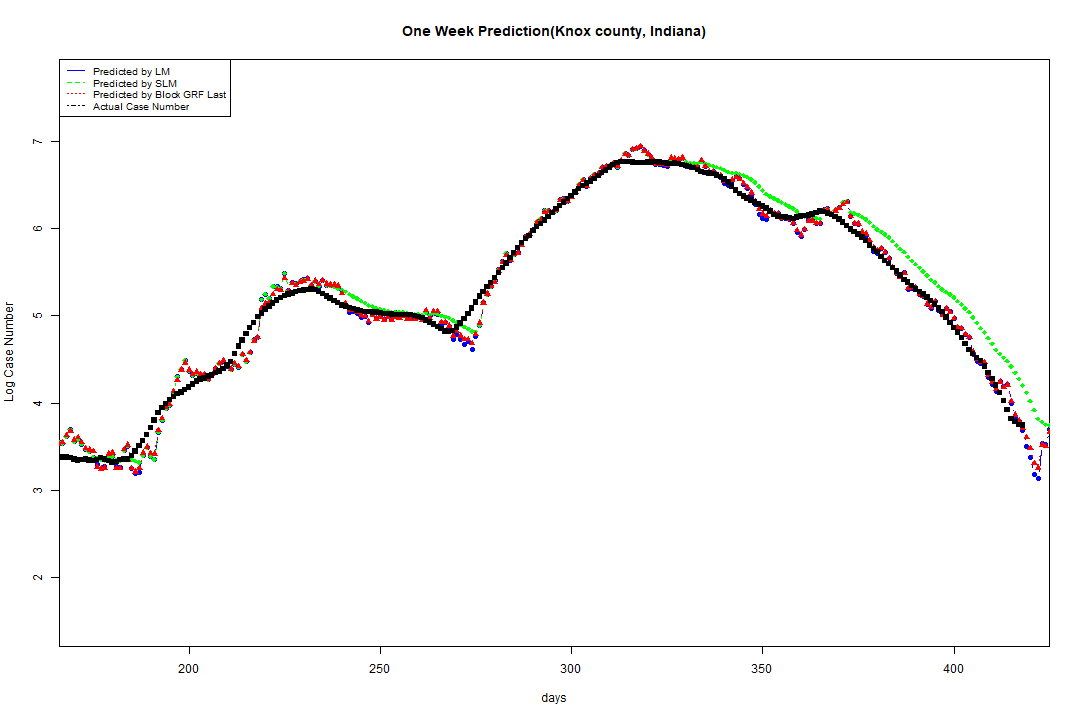 One Week Prediction(Knox county, Indiana)
Predicted by LM
Predicted by SLM
Predicted by Block GRF Last
Actual Case Number
Log Case Number
7
6
5
4
3
2
200 250 300 350 400
days